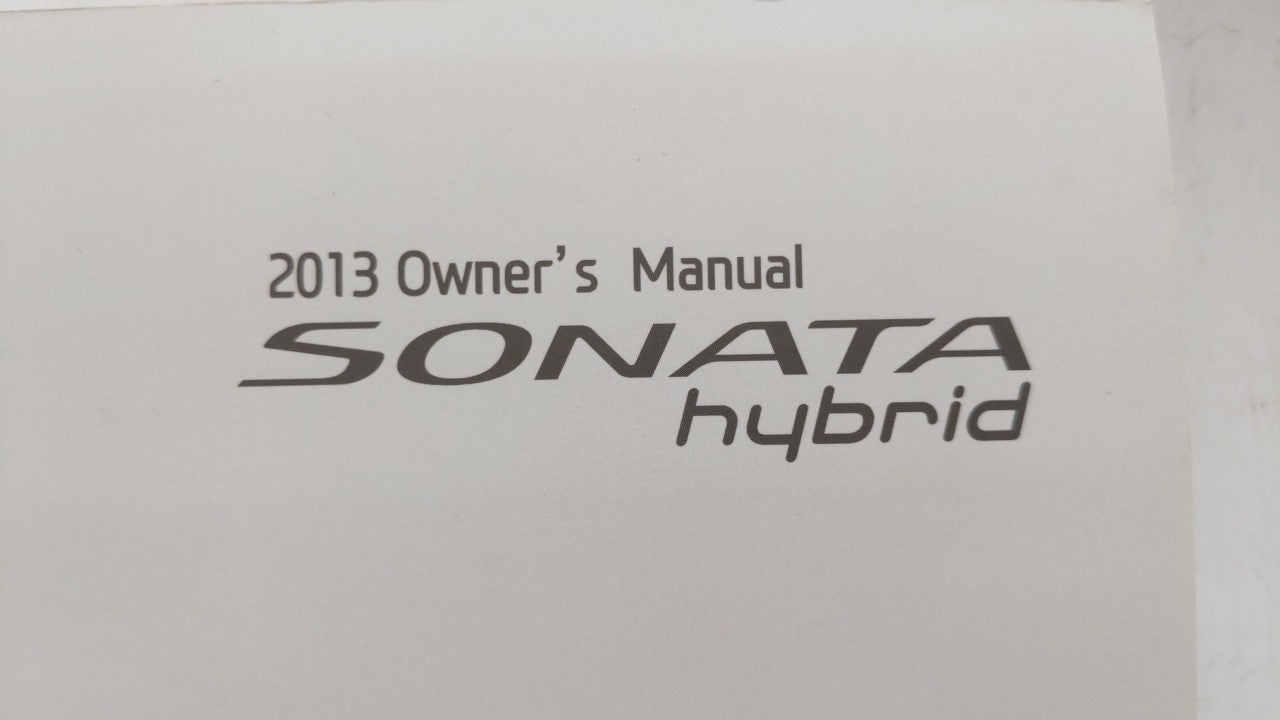 2013 Owner's Manual
SONATA
hybrid